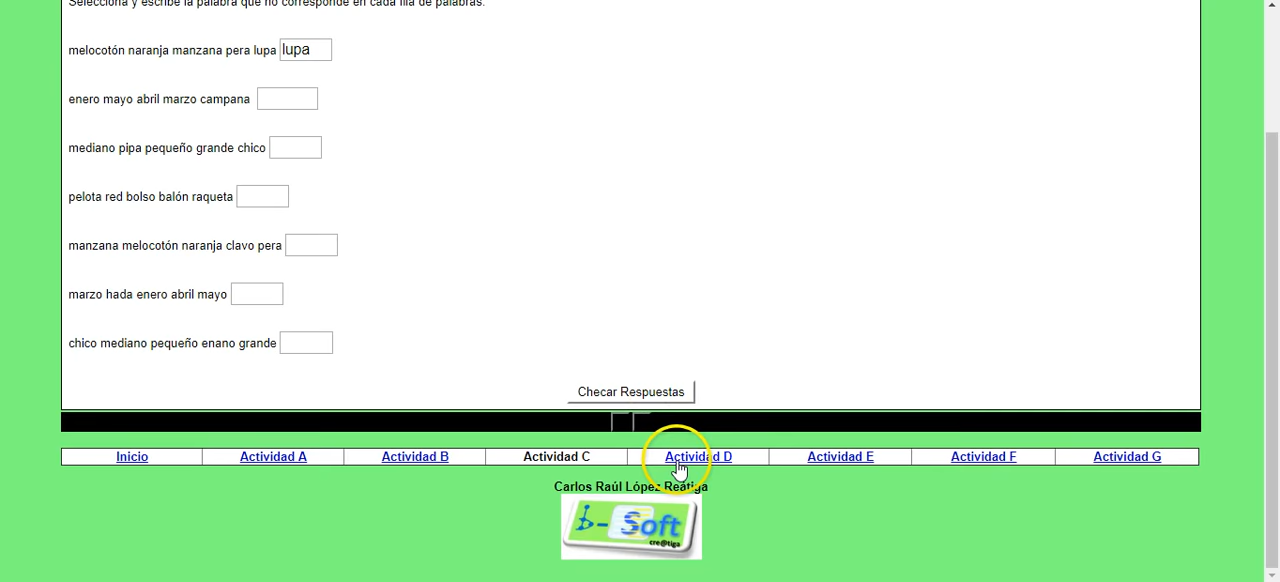 Selecciona y escribe la palabra que no corresponde en cada fila de palabras.
melocotón naranja manzana pera lupa lupa
enero mayo abril marzo campana
mediano pipa pequeño grande chico
pelota red bolso balón raqueta
manzana melocotón naranja clavo pera
marzo hada enero abril mayo
chico mediano pequeño enano grande
Checar Respuestas
Inicio Actividad A Actividad B Actividad C Actividad D Actividad E Actividad F Actividad G
Carlos Raúl López Reátiga
b-Soft
cre@tiga